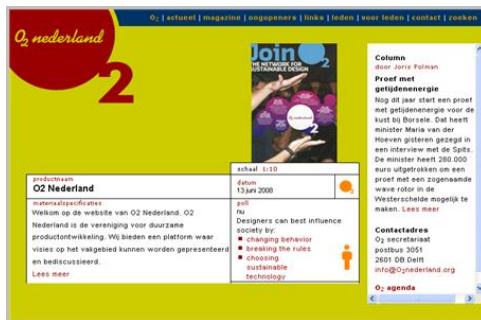 O₂ | actueel | magazine | oogopeners | links | leden | voor leden | contact | zoeken
O₂ nederland
2
Join O2
THE NETWORK FOR
SUSTAINABLE DESIGN
O₂ nederland
schaal 1:10
productnaam
O2 Nederland
datum
13 juni 2008
materiaalspecificaties
Welkom op de website van O2 Nederland. O2
Nederland is de vereniging voor duurzame
productontwikkeling. Wij bieden een platform waar
visies op het vakgebied kunnen worden gepresenteerd
en bediscussieerd.
Lees meer
poll
nu
Designers can best influence
society by:
changing behavior
breaking the rules
choosing
sustainable
technology
Column
door Joris Polman
Proef met
getijdenenergie
Nog dit jaar start een proef
met getijdenenergie voor de
kust bij Borsele. Dat heeft
minister Maria van der
Hoeven gisteren gezegd in
een interview met de Spits.
De minister heeft 280.000
euro uitgetrokken om een
proef met een zogenaamde
wave rotor in de
Westerschelde mogelijk te
maken. Lees meer
Contactadres
O₂ secretariaat
postbus 3051
2601 DB Delft
info@O₂nederland.org
O₂ agenda